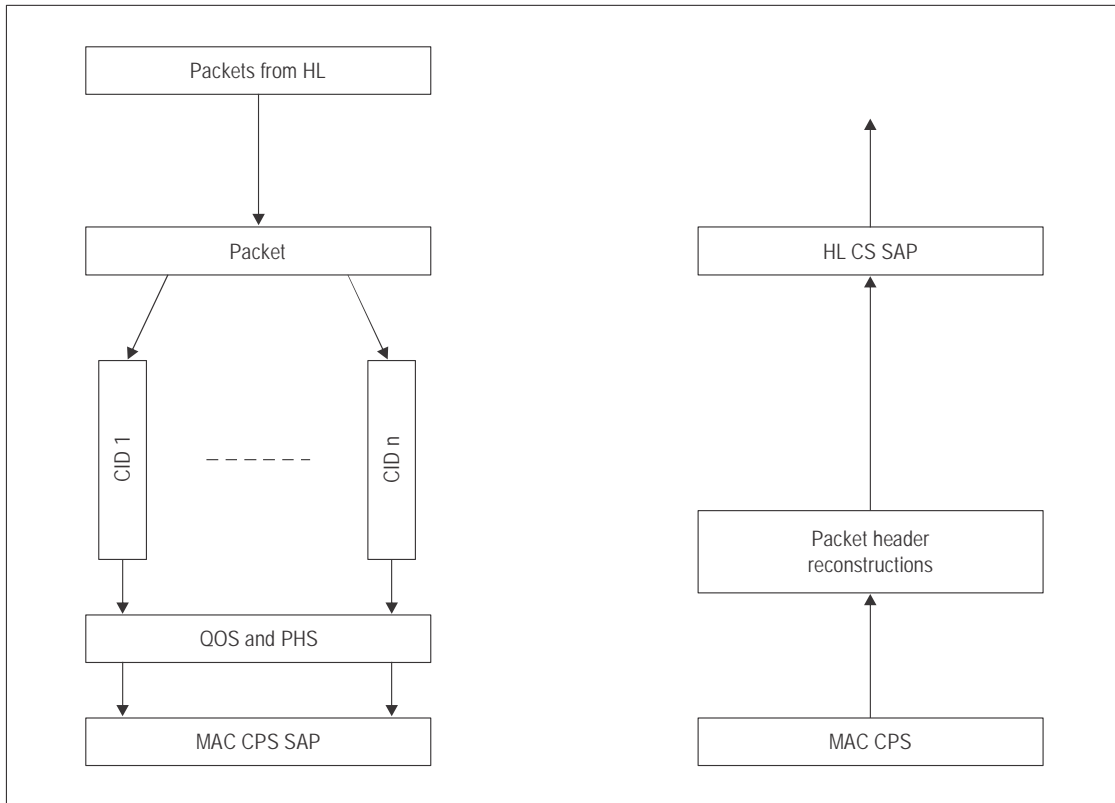 Packets from HL
Packet
CID 1
CID n
QOS and PHS
MAC CPS SAP
HL CS SAP
Packet header
reconstructions
MAC CPS